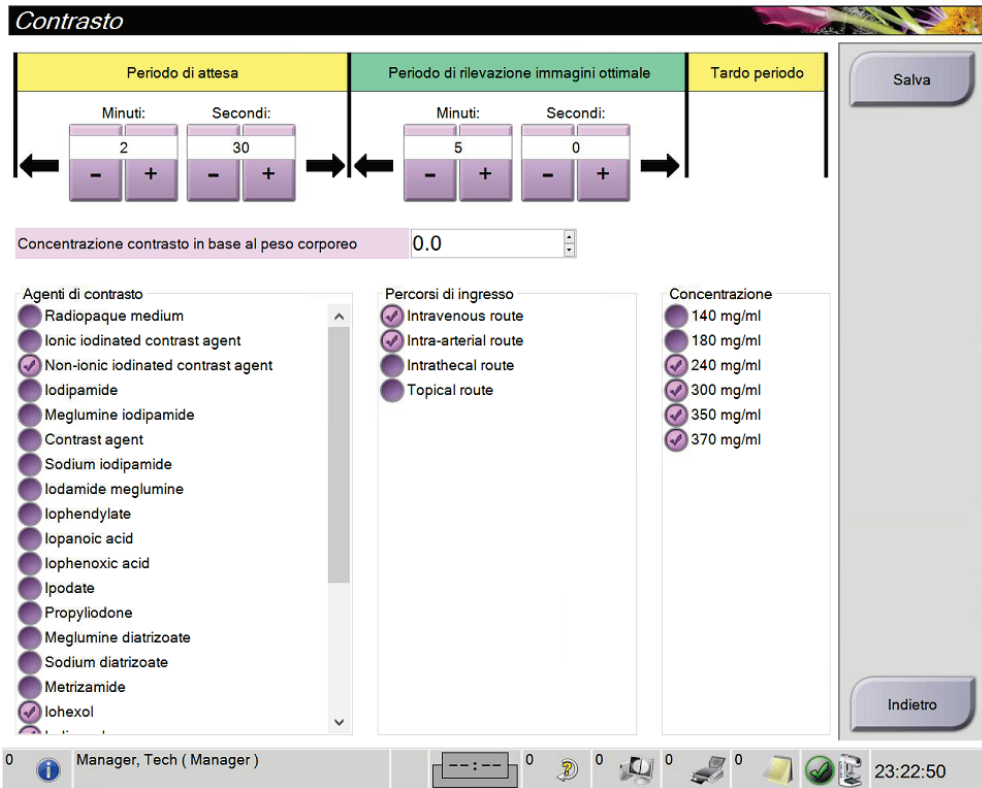 Contrasto
Periodo di attesa
Periodo di rilevazione immagini ottimale
Tardo periodo
Salva
Minuti:
Secondi:
Minuti:
Secondi:
2
30
5
0
- + - + - + - +
Concentrazione contrasto in base al peso corporeo
0.0
Agenti di contrasto
Radiopaque medium
Ionic iodinated contrast agent
Non-ionic iodinated contrast agent
Iodipamide
Meglumine iodipamide
Contrast agent
Sodium iodipamide
Iodamide meglumine
Iophendylate
Iopanoic acid
Iophenoxic acid
Ipodate
Propyliodone
Meglumine diatrizoate
Sodium diatrizoate
Metrizamide
Iohexol
Percorsi di ingresso
Intravenous route
Intra-arterial route
Intrathecal route
Topical route
Concentrazione
140 mg/ml
180 mg/ml
240 mg/ml
300 mg/ml
350 mg/ml
370 mg/ml
Indietro
0
Manager, Tech ( Manager )
--:--
0
0
0
0
23:22:50